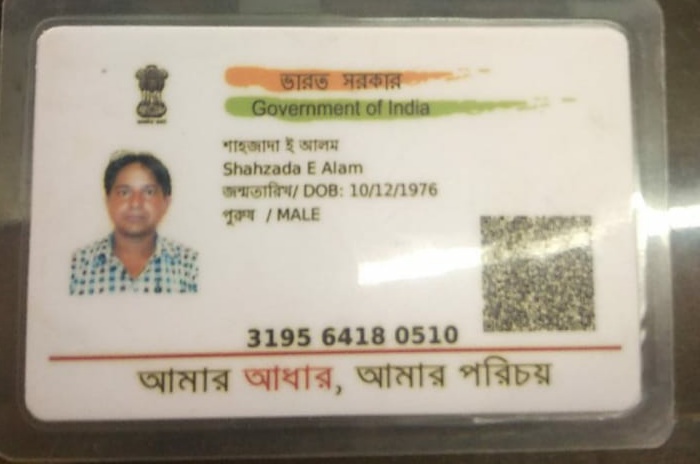 ভারত সরকার
Government of India
শাহজাদা ই আলম
Shahzada E Alam
জন্মতারিখ/ DOB: 10/12/1976
পুরুষ / MALE
3195 6418 0510
আমার আধার, আমার পরিচয়